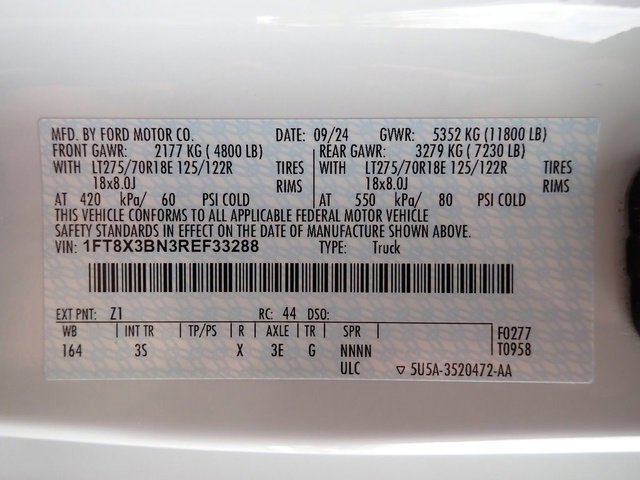 MFD. BY FORD MOTOR CO. DATE: 09/24 GVWR: 5352 KG (11800 LB)
FRONT GAWR: 2177 KG (4800 LB) REAR GAWR: 3279 KG (7230 LB)
WITH LT275/70R18E 125/122R TIRES WITH LT275/70R18E 125/122R TIRES
18x8.0J RIMS 18x8.0J RIMS
AT 420 kPa/ 60 PSI COLD AT 550 kPa/ 80 PSI COLD
THIS VEHICLE CONFORMS TO ALL APPLICABLE FEDERAL MOTOR VEHICLE
SAFETY STANDARDS IN EFFECT ON THE DATE OF MANUFACTURE SHOWN ABOVE.
VIN: 1FT8X3BN3REF33288 TYPE: Truck
EXT PNT: Z1 RC: 44 DSO:
WB INT TR TP/PS R AXLE TR SPR F0277
164 3S X 3E G NNNN T0958
ULC ▽ 5U5A-3520472-AA